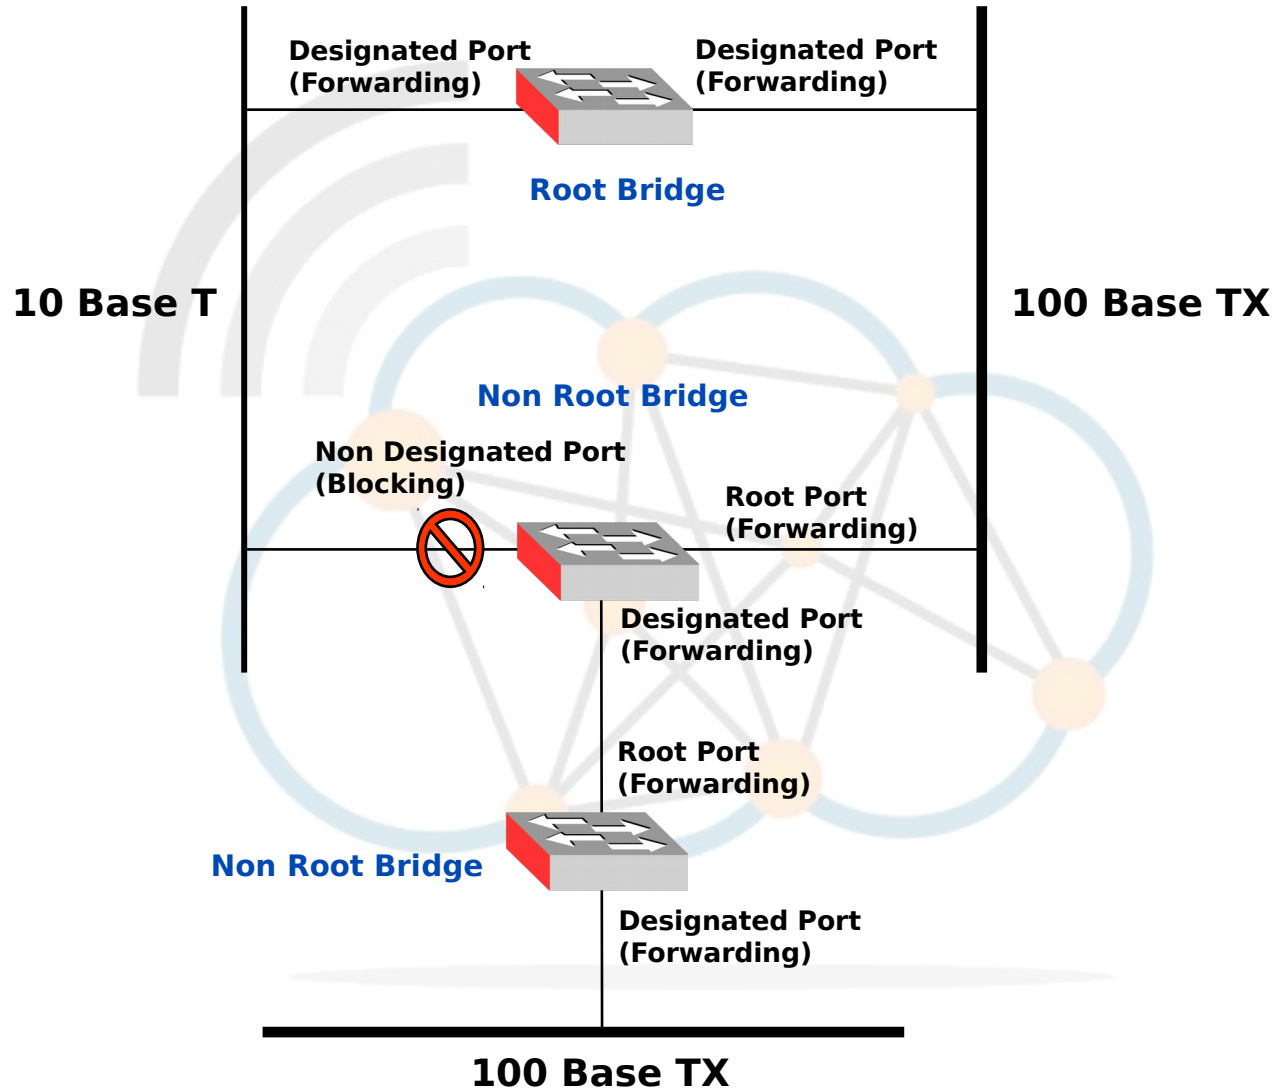 Designated Port
(Forwarding)
Designated Port
(Forwarding)
Root Bridge
10 Base T
100 Base TX
Non Root Bridge
Non Designated Port
(Blocking)
Root Port
(Forwarding)
Designated Port
(Forwarding)
Root Port
(Forwarding)
Non Root Bridge
Designated Port
(Forwarding)
100 Base TX